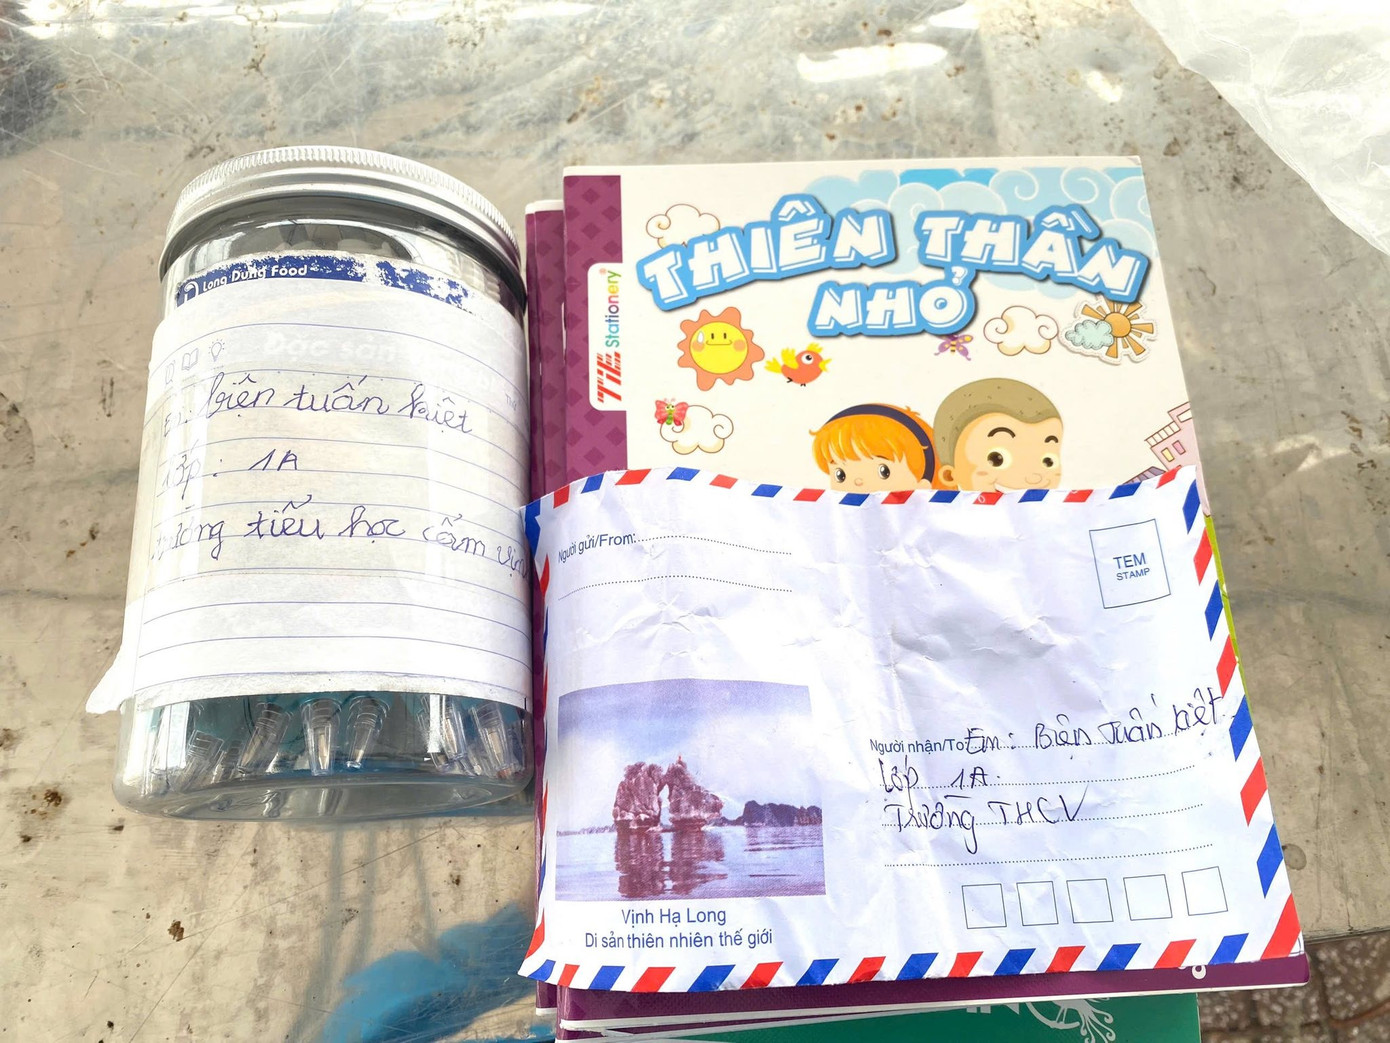 Long Dung Food
Em: Biện Tuấn Kiệt
Lớp: 1A
Trường tiểu học Cẩm Vịnh
THIÊN THẦN
NHỎ
TiE Stationery
Người gửi/From:
TEM
STAMP
Người nhận/To Em: Biện Tuấn Kiệt
Lớp 1A.
Trường THCV
Vịnh Hạ Long
Di sản thiên nhiên thế giới